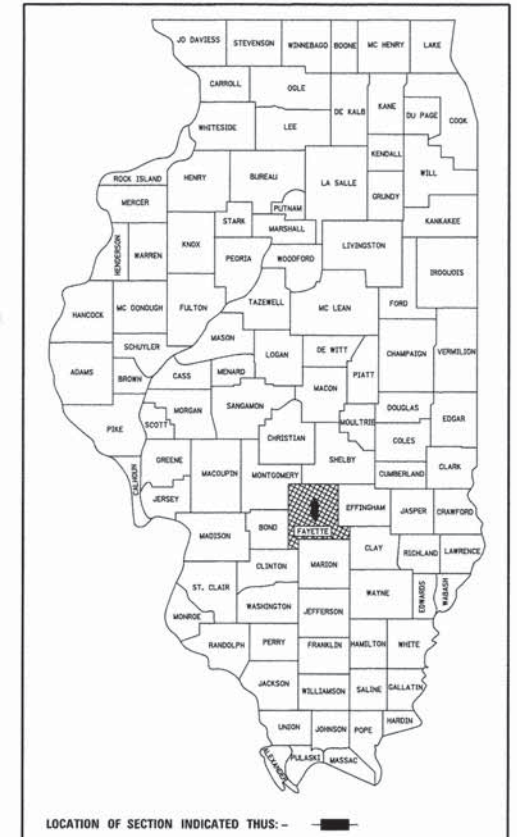 JO DAVIESS STEVENSON WINNEBAGO BOONE MC HENRY LAKE
CARROLL OGLE DE KALB KANE DU PAGE COOK
WHITESIDE LEE
KENDALL WILL
ROCK ISLAND HENRY BUREAU LA SALLE GRUNDY
MERCER PUTNAM KANKAKEE
STARK MARSHALL LIVINGSTON
HENDERSON WARREN KNOX PEORIA WOODFORD IROQUOIS
HANCOCK MC DONOUGH FULTON TAZEWELL MC LEAN FORD
SCHUYLER MASON LOGAN DE WITT CHAMPAIGN VERMILION
ADAMS BROWN CASS MENARD MACON PIATT
PIKE SCOTT MORGAN SANGAMON MOULTRIE DOUGLAS EDGAR
CHRISTIAN COLES
CALHOUN GREENE MACOUPIN MONTGOMERY SHELBY CUMBERLAND CLARK
JERSEY EFFINGHAM JASPER CRAWFORD
MADISON BOND FAYETTE
CLAY RICHLAND LAWRENCE
CLINTON MARION
ST. CLAIR WAYNE EDWARDS WABASH
MONROE WASHINGTON JEFFERSON
RANDOLPH PERRY FRANKLIN HAMILTON WHITE
JACKSON WILLIAMSON SALINE GALLATIN
UNION JOHNSON POPE HARDIN
ALEXANDER PULASKI MASSAC
LOCATION OF SECTION INDICATED THUS: -